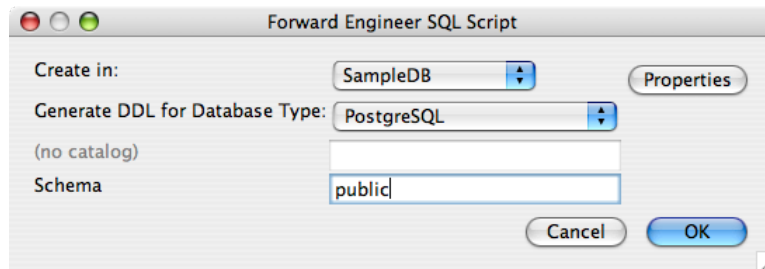 Forward Engineer SQL Script
Create in: SampleDB Properties
Generate DDL for Database Type: PostgreSQL
(no catalog)
Schema public
Cancel OK